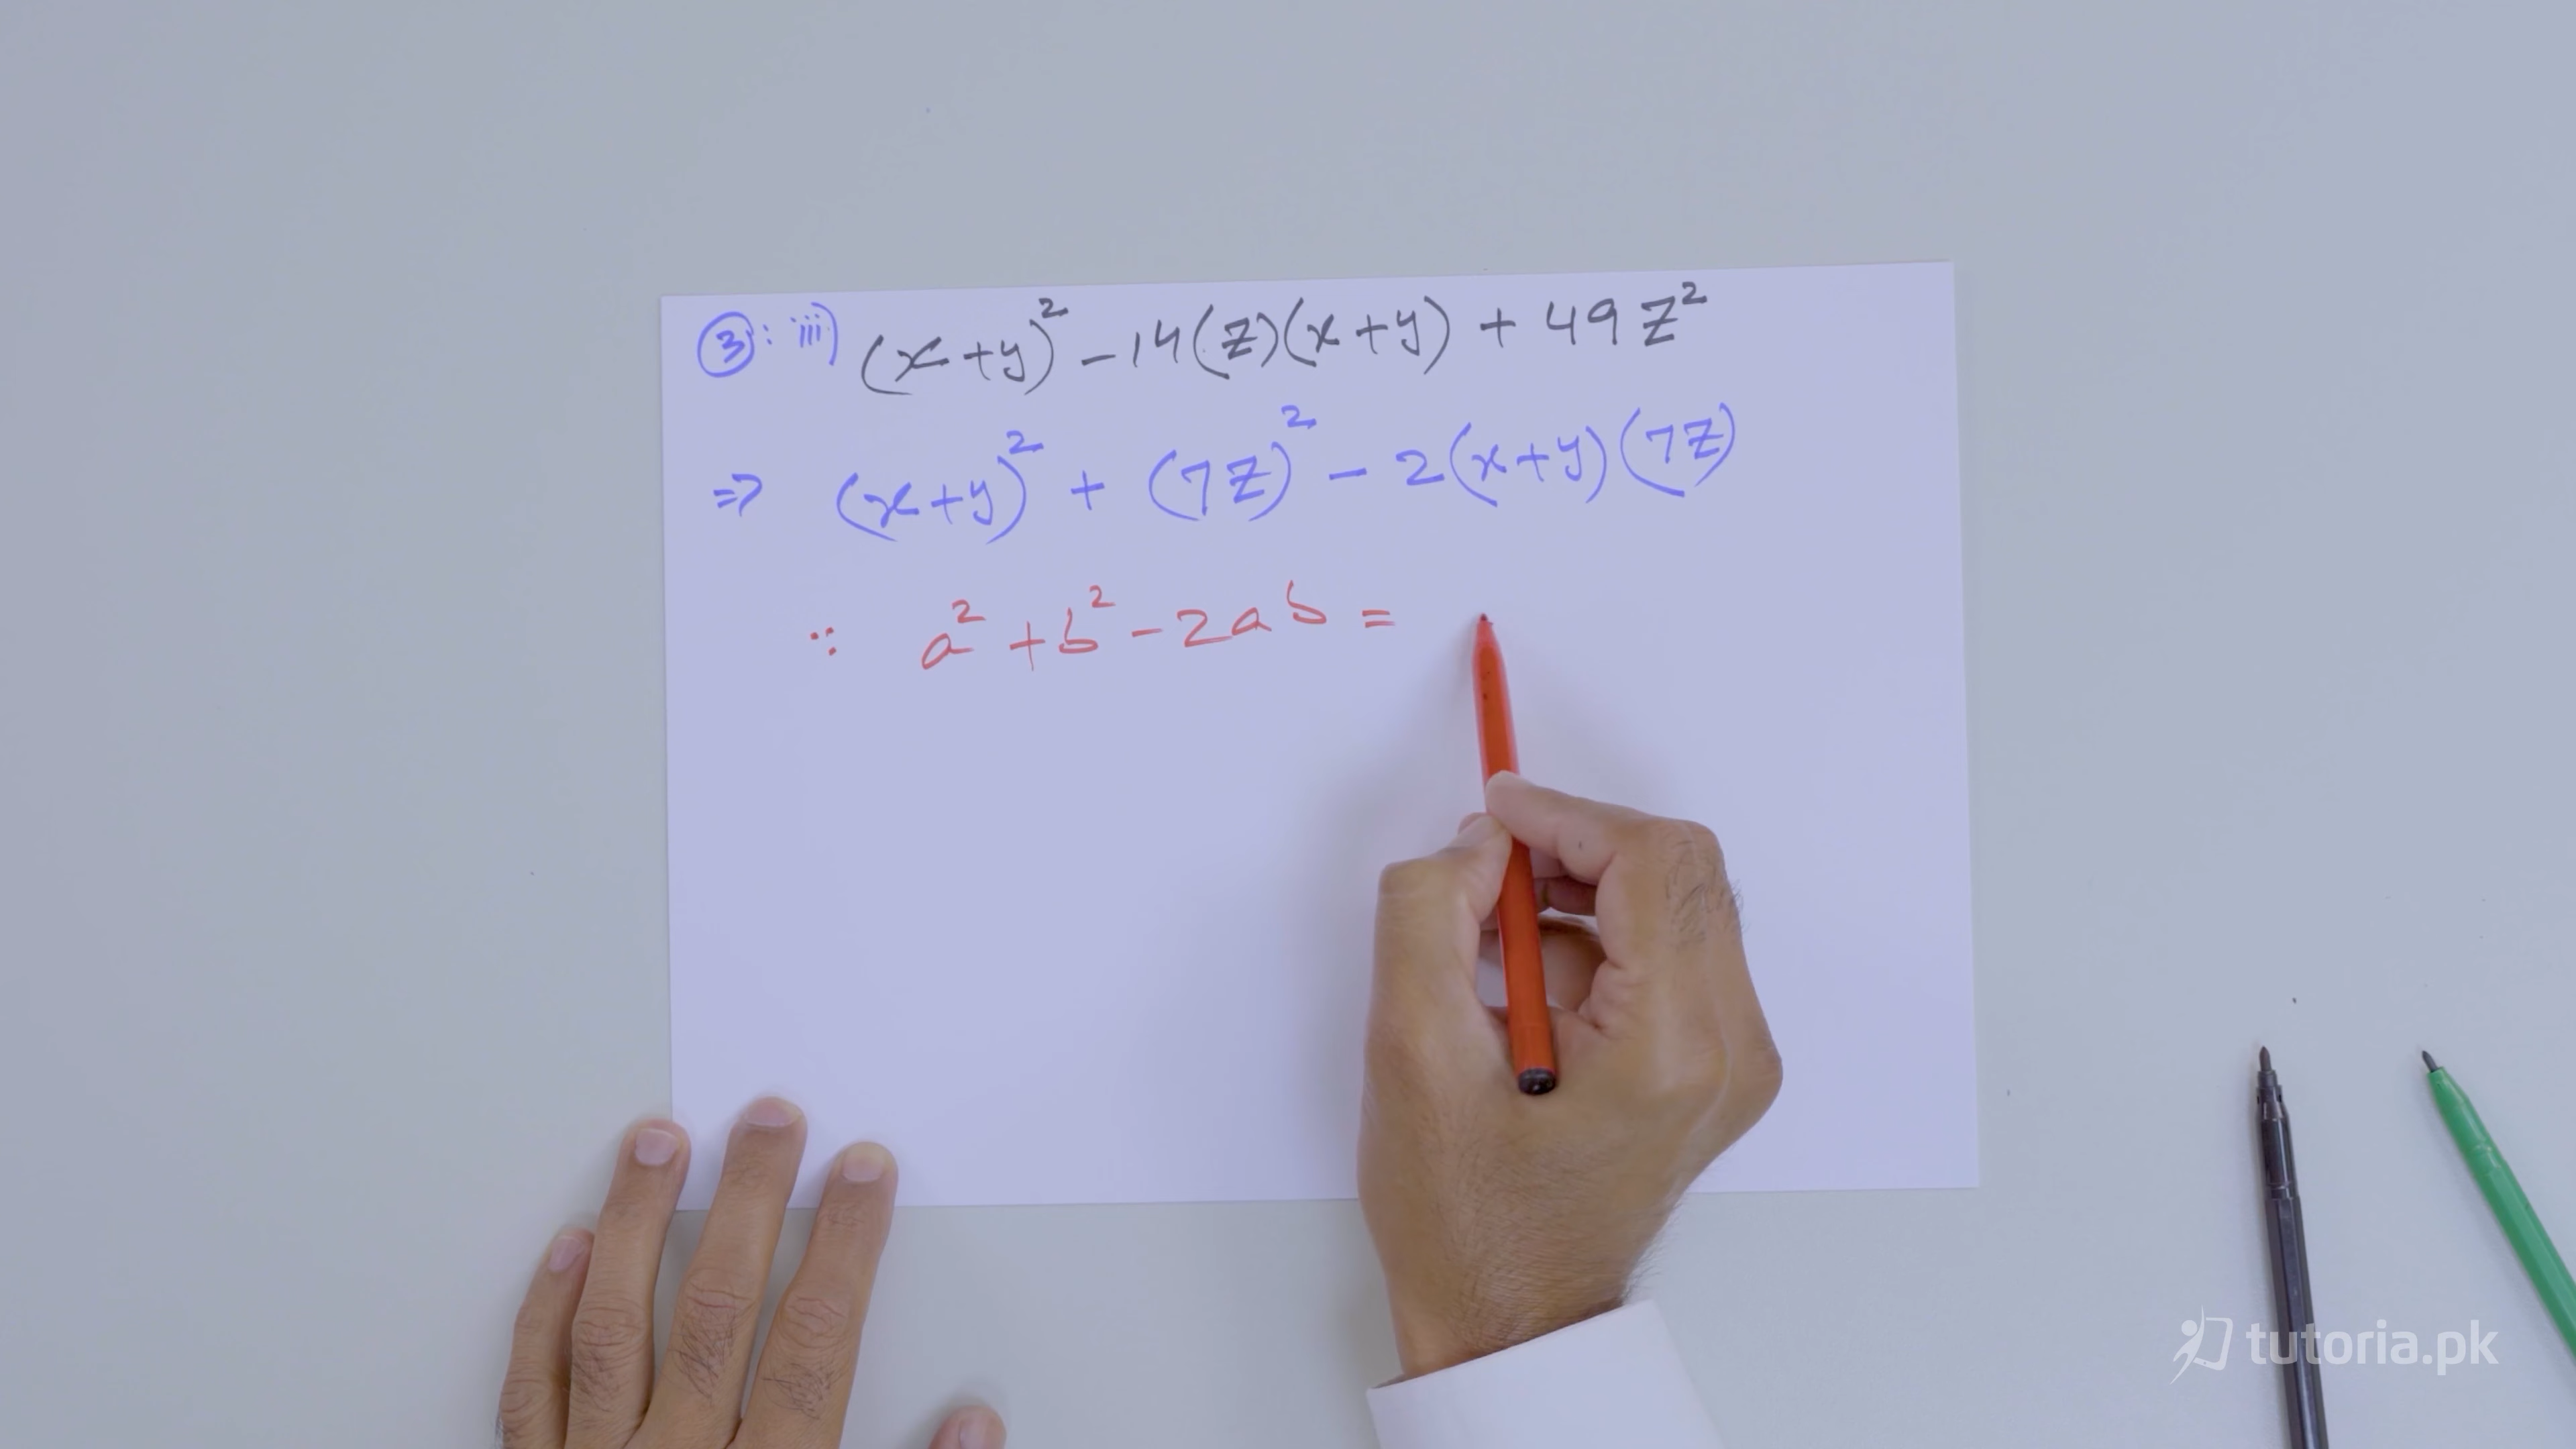 ③: iii) (x+y)² - 14(z)(x+y) + 49z²
⇒ (x+y)² + (7z)² - 2(x+y)(7z)
∵ a² + b² - 2ab =
tutoria.pk